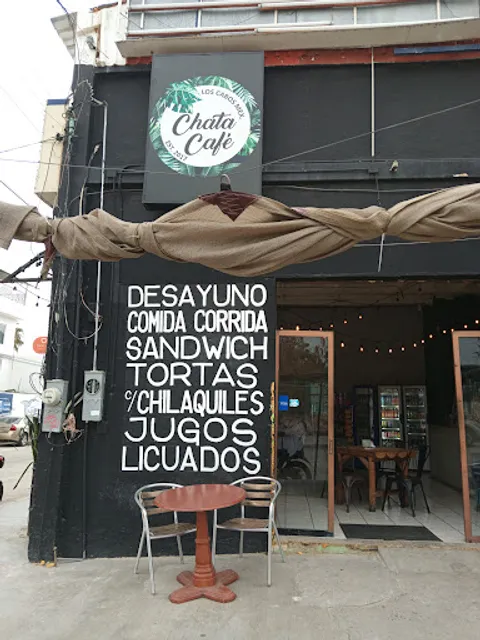 LOS CABOS MEX.
Chata
Café
EST. 2017
DESAYUNO
COMIDA CORRIDA
SANDWICH
TORTAS
C/CHILAQUILES
JUGOS
LICUADOS